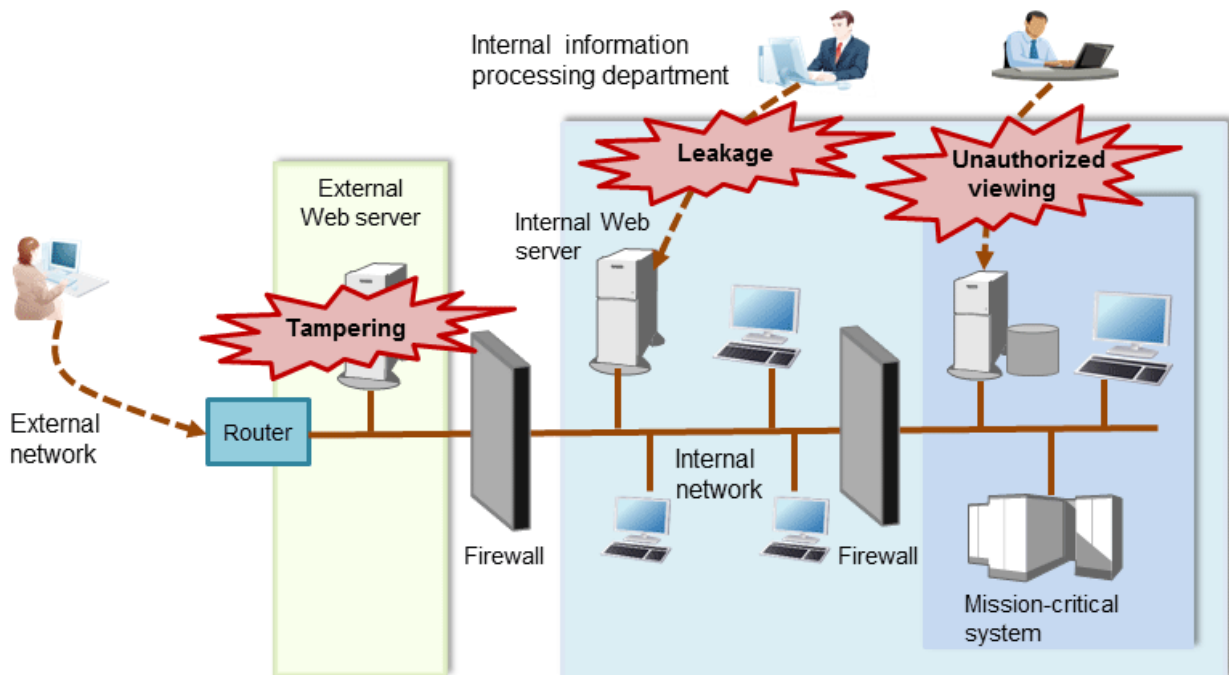 Internal information
processing department
Leakage
Unauthorized
viewing
External
Web server
Internal Web
server
Tampering
External
network
Router
Internal
network
Firewall
Firewall
Mission-critical
system